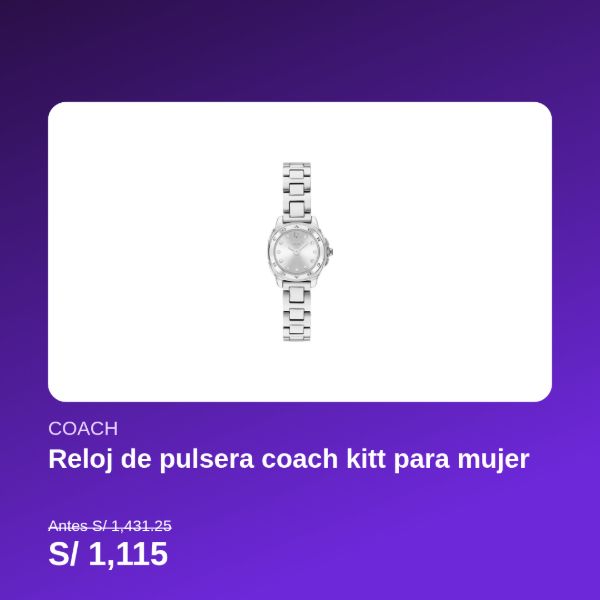 COACH
Reloj de pulsera coach kitt para mujer
Antes S/ 1,431.25
S/ 1,115